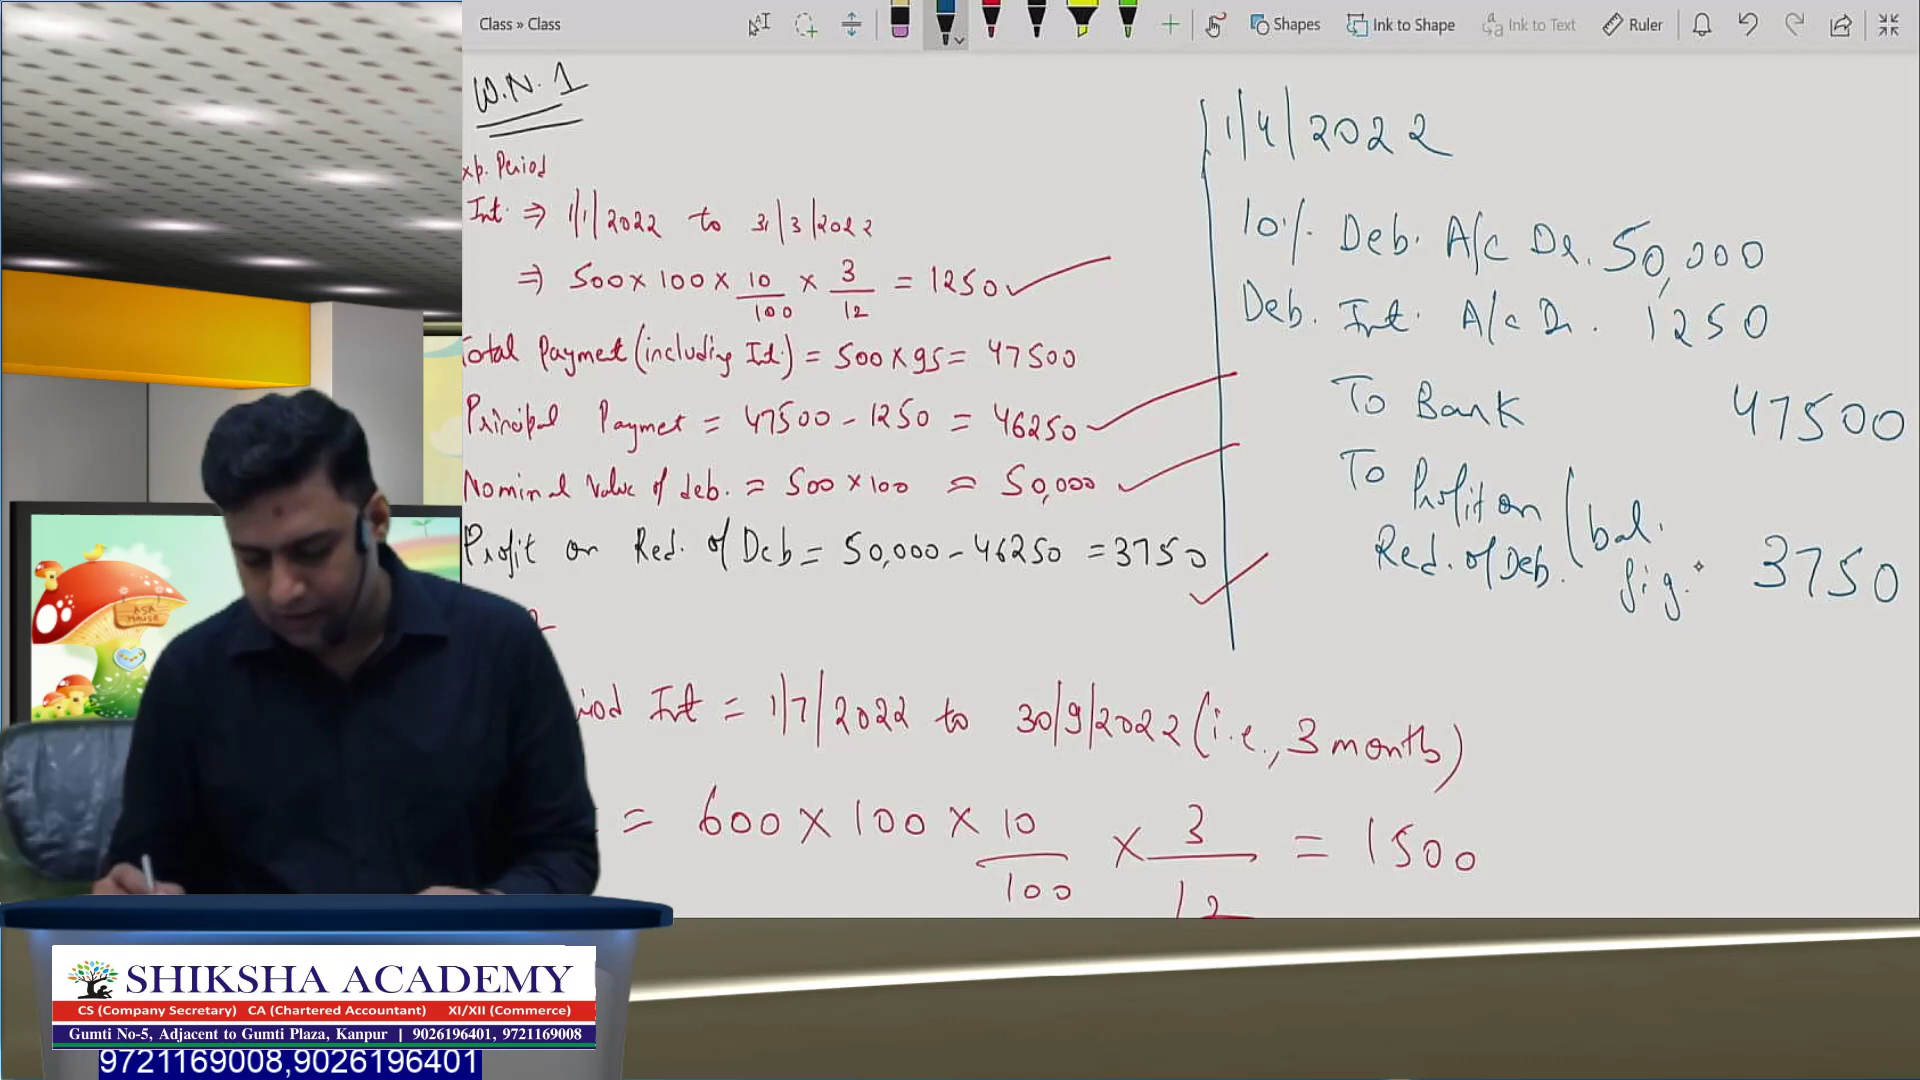 Class » Class
Shapes
Ink to Shape
Ink to Text
Ruler
W.N. 1
xp. Period
Int. ⇒ 1/1/2022 to 31/3/2022
⇒ 500 × 100 × 10/100 × 3/12 = 1250
Total Paymet (including Int.) = 500 × 95 = 47500
Principal Paymet = 47500 - 1250 = 46250
Nominal Value of deb. = 500 × 100 = 50,000
Profit on Red. of Deb = 50,000 - 46250 = 3750
iod Int = 1/7/2022 to 30/9/2022 (i.e., 3 month)
= 600 × 100 × 10/100 × 3/12 = 1500
1/4/2022
10% Deb. A/c Dr. 50,000
Deb. Int. A/c Dr. 1250
To Bank 47500
To Profit on
Red. of Deb. (bal. fig. 3750
ASA
HOUSE
SHIKSHA ACADEMY
CS (Company Secretary) CA (Chartered Accountant) XI/XII (Commerce)
Gumti No-5, Adjacent to Gumti Plaza, Kanpur | 9026196401, 9721169008
9721169008,9026196401